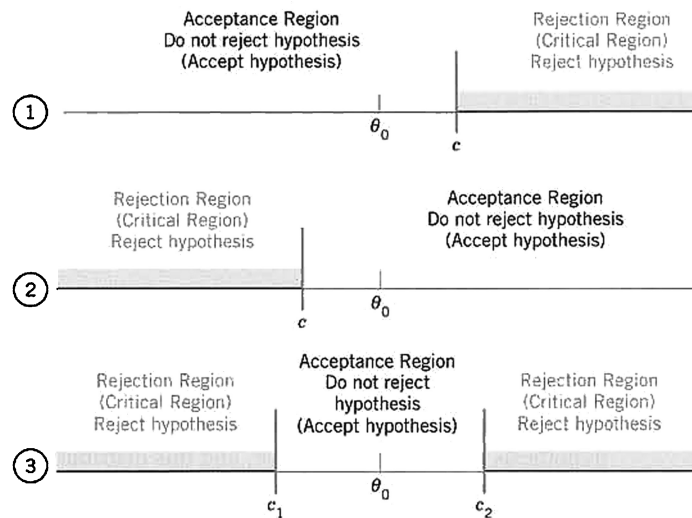 Acceptance Region
Do not reject hypothesis
(Accept hypothesis)
Rejection Region
(Critical Region)
Reject hypothesis
1
θ₀
c
Rejection Region
(Critical Region)
Reject hypothesis
Acceptance Region
Do not reject hypothesis
(Accept hypothesis)
2
c
θ₀
Rejection Region
(Critical Region)
Reject hypothesis
Acceptance Region
Do not reject
hypothesis
(Accept hypothesis)
Rejection Region
(Critical Region)
Reject hypothesis
3
c₁
θ₀
c₂